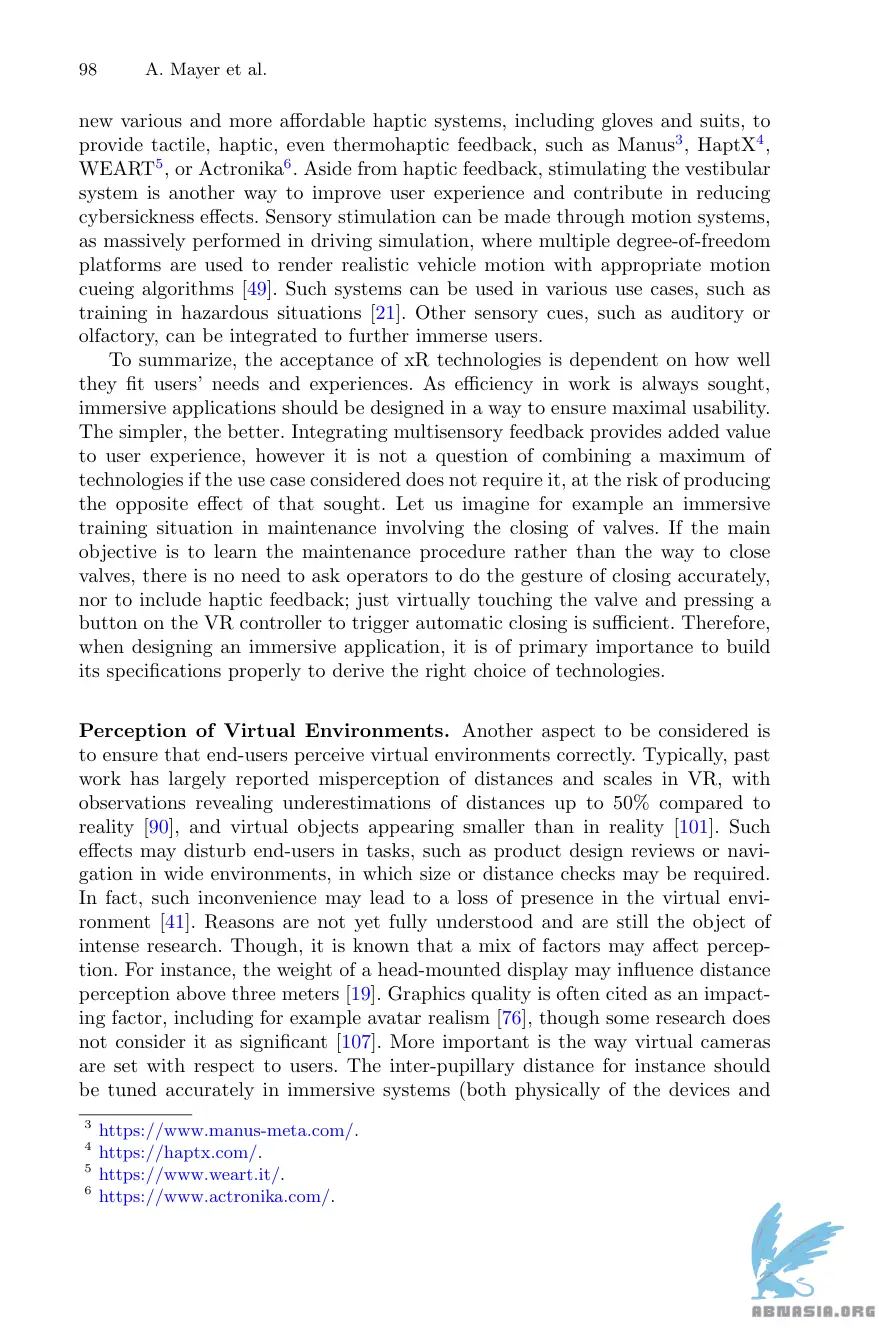 98 A. Mayer et al.
new various and more affordable haptic systems, including gloves and suits, to
provide tactile, haptic, even thermohaptic feedback, such as Manus3, HaptX4,
WEART5, or Actronika6. Aside from haptic feedback, stimulating the vestibular
system is another way to improve user experience and contribute in reducing
cybersickness effects. Sensory stimulation can be made through motion systems,
as massively performed in driving simulation, where multiple degree-of-freedom
platforms are used to render realistic vehicle motion with appropriate motion
cueing algorithms [49]. Such systems can be used in various use cases, such as
training in hazardous situations [21]. Other sensory cues, such as auditory or
olfactory, can be integrated to further immerse users.
To summarize, the acceptance of xR technologies is dependent on how well
they fit users' needs and experiences. As efficiency in work is always sought,
immersive applications should be designed in a way to ensure maximal usability.
The simpler, the better. Integrating multisensory feedback provides added value
to user experience, however it is not a question of combining a maximum of
technologies if the use case considered does not require it, at the risk of producing
the opposite effect of that sought. Let us imagine for example an immersive
training situation in maintenance involving the closing of valves. If the main
objective is to learn the maintenance procedure rather than the way to close
valves, there is no need to ask operators to do the gesture of closing accurately,
nor to include haptic feedback; just virtually touching the valve and pressing a
button on the VR controller to trigger automatic closing is sufficient. Therefore,
when designing an immersive application, it is of primary importance to build
its specifications properly to derive the right choice of technologies.
Perception of Virtual Environments. Another aspect to be considered is
to ensure that end-users perceive virtual environments correctly. Typically, past
work has largely reported misperception of distances and scales in VR, with
observations revealing underestimations of distances up to 50% compared to
reality [90], and virtual objects appearing smaller than in reality [101]. Such
effects may disturb end-users in tasks, such as product design reviews or navi-
gation in wide environments, in which size or distance checks may be required.
In fact, such inconvenience may lead to a loss of presence in the virtual envi-
ronment [41]. Reasons are not yet fully understood and are still the object of
intense research. Though, it is known that a mix of factors may affect percep-
tion. For instance, the weight of a head-mounted display may influence distance
perception above three meters [19]. Graphics quality is often cited as an impact-
ing factor, including for example avatar realism [76], though some research does
not consider it as significant [107]. More important is the way virtual cameras
are set with respect to users. The inter-pupillary distance for instance should
be tuned accurately in immersive systems (both physically of the devices and
3 https://www.manus-meta.com/.
4 https://haptx.com/.
5 https://www.weart.it/.
6 https://www.actronika.com/.
ABNASIA.ORG